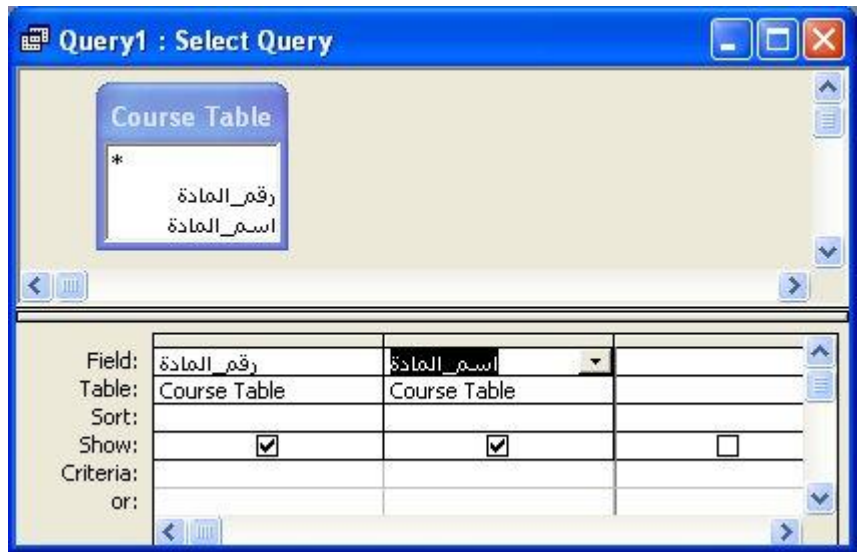 Query1 : Select Query
Course Table
*
رقم_المادة
اسم_المادة
Field: رقم_المادة اسم_المادة
Table: Course Table Course Table
Sort:
Show:
Criteria:
or: